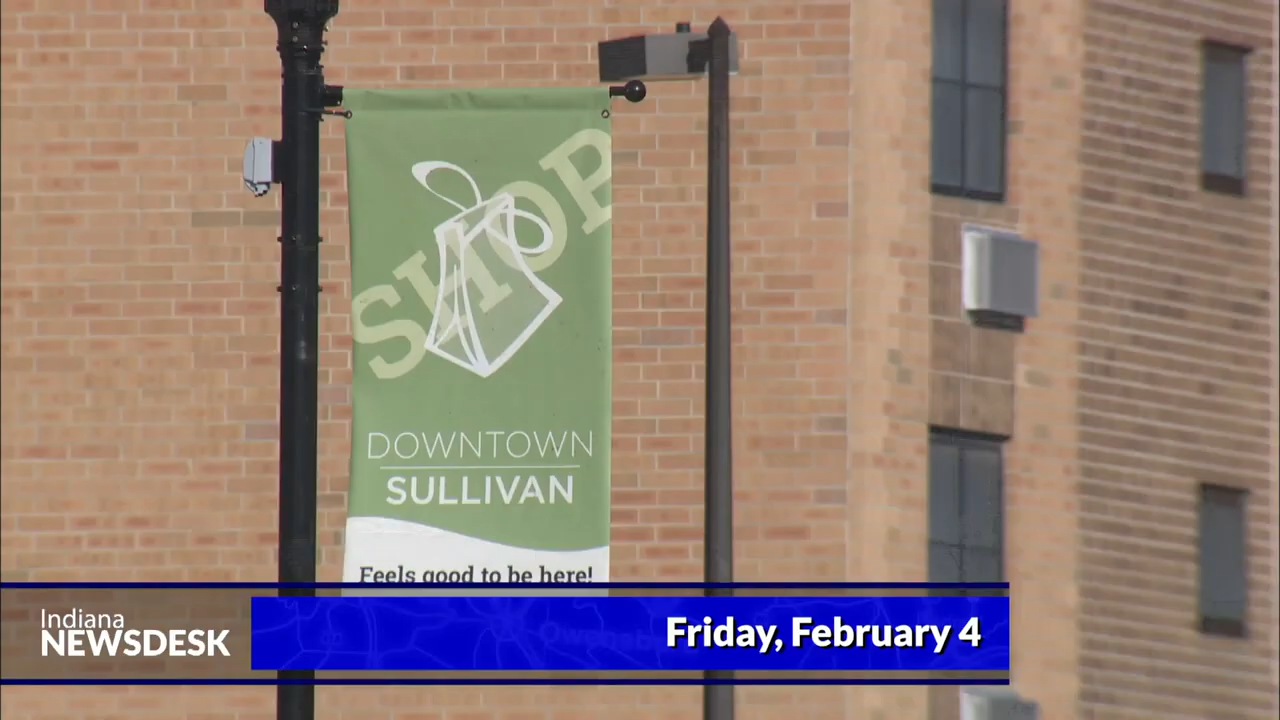 SHOP
DOWNTOWN
SULLIVAN
Feels good to be here!
Indiana
NEWSDESK
Friday, February 4